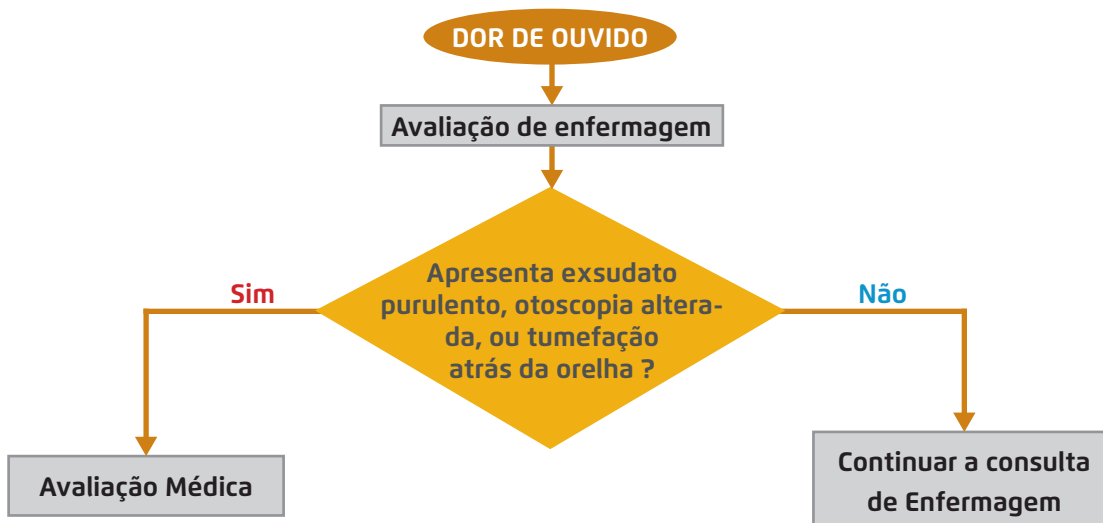 DOR DE OUVIDO
Avaliação de enfermagem
Apresenta exsudato
purulento, otoscopia altera-
da, ou tumefação
atrás da orelha ?
Sim
Não
Avaliação Médica
Continuar a consulta
de Enfermagem